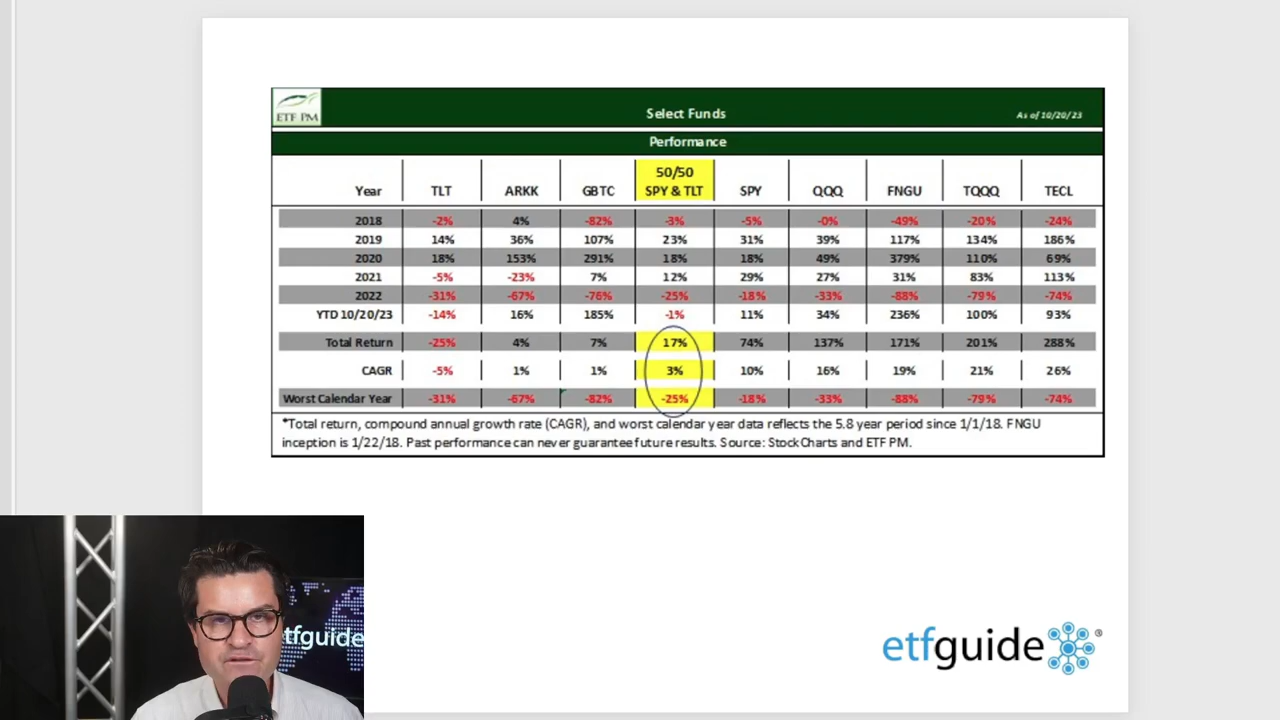 ETF PM
Select Funds
As of 10/20/23
Performance
Year TLT ARKK GBTC 50/50 SPY & TLT SPY QQQ FNGU TQQQ TECL
2018 -2% 4% -82% -3% -5% -0% -49% -20% -24%
2019 14% 36% 107% 23% 31% 39% 117% 134% 186%
2020 18% 153% 291% 18% 18% 49% 379% 110% 69%
2021 -5% -23% 7% 12% 29% 27% 31% 83% 113%
2022 -31% -67% -76% -25% -18% -33% -88% -79% -74%
YTD 10/20/23 -14% 16% 185% -1% 11% 34% 236% 100% 93%
Total Return -25% 4% 7% 17% 74% 137% 171% 201% 288%
CAGR -5% 1% 1% 3% 10% 16% 19% 21% 26%
Worst Calendar Year -31% -67% -82% -25% -18% -33% -88% -79% -74%
*Total return, compound annual growth rate (CAGR), and worst calendar year data reflects the 5.8 year period since 1/1/18. FNGU
inception is 1/22/18. Past performance can never guarantee future results. Source: StockCharts and ETF PM.
etfguide
etfguide®